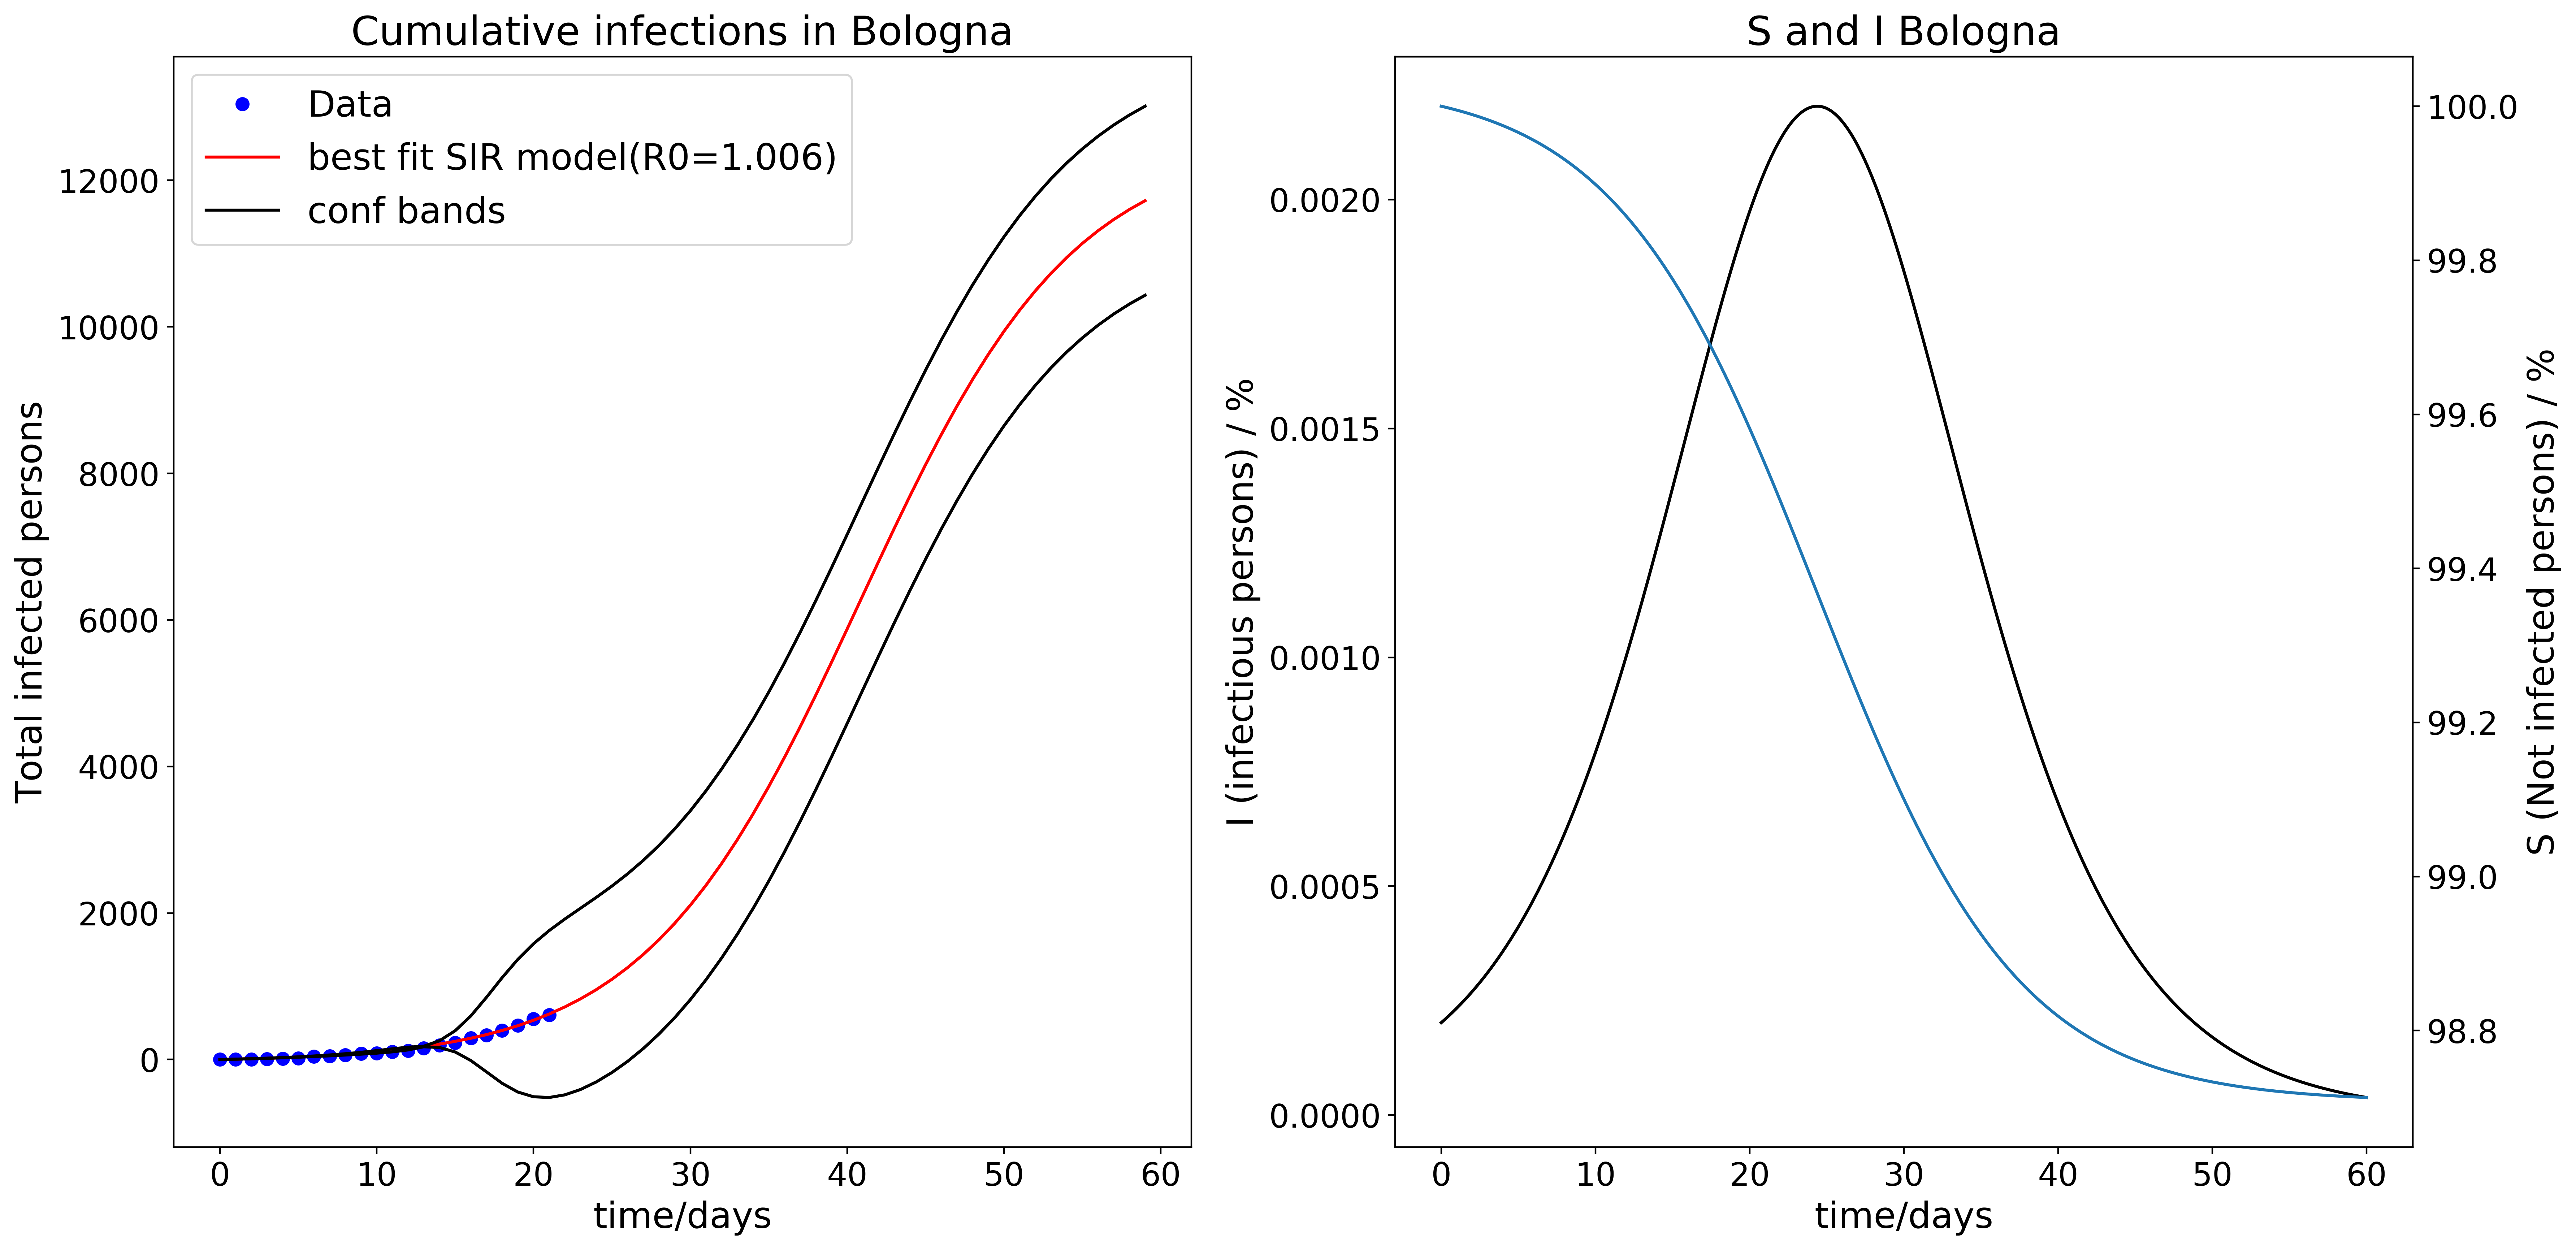 Cumulative infections in Bologna
Data
best fit SIR model(R0=1.006)
conf bands
Total infected persons
12000
10000
8000
6000
4000
2000
0
0 10 20 30 40 50 60
time/days
S and I Bologna
I (infectious persons) / %
0.0020
0.0015
0.0010
0.0005
0.0000
100.0
99.8
99.6
99.4
99.2
99.0
98.8
S (Not infected persons) / %
0 10 20 30 40 50 60
time/days